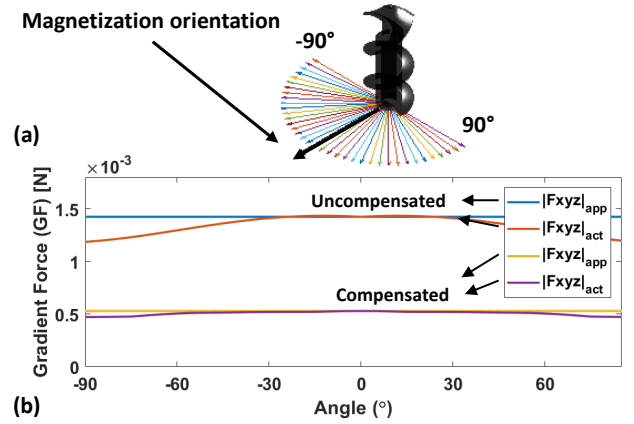 Magnetization orientation
-90°
90°
(a)
×10⁻³
Gradient Force (GF) [N]
1.5
1
0.5
0
Uncompensated
Compensated
|Fxyz|app
|Fxyz|act
|Fxyz|app
|Fxyz|act
-90
-60
-30
0
30
60
Angle (°)
(b)